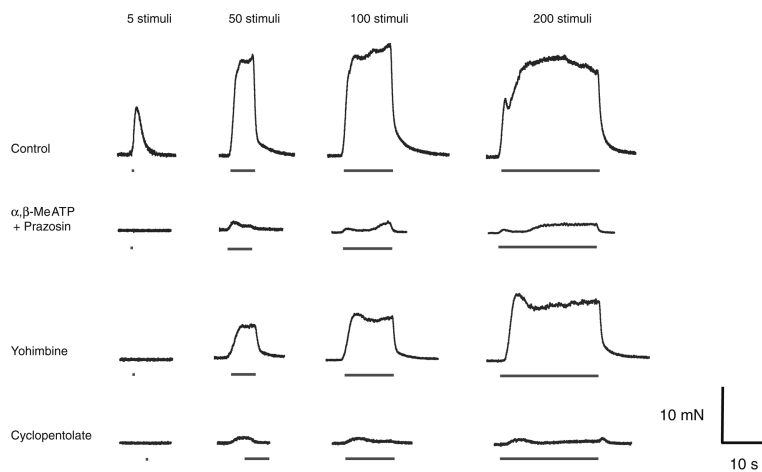 5 stimuli 50 stimuli 100 stimuli 200 stimuli
Control
α,β-MeATP
+ Prazosin
Yohimbine
Cyclopentolate
10 mN
10 s